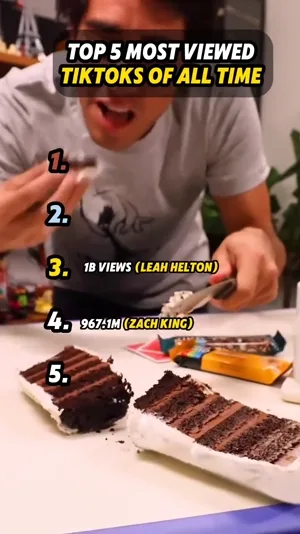 TOP 5 MOST VIEWED
TIKTOKS OF ALL TIME
1.
2.
3. 1B VIEWS (LEAH HELTON)
4. 967.1M (ZACH KING)
5.